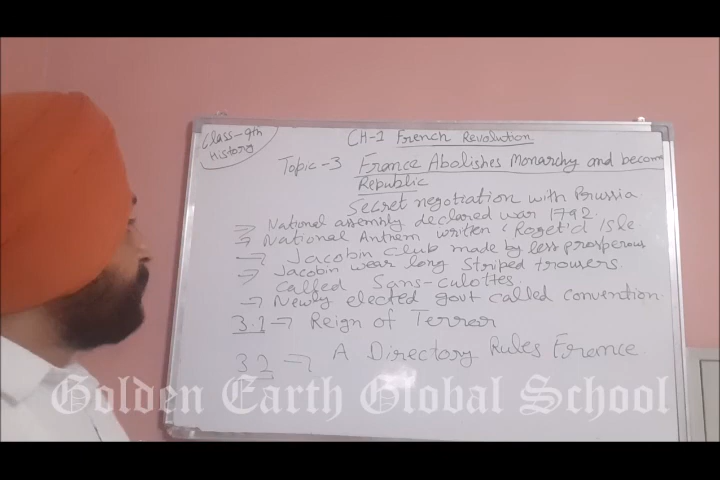 Class-9th
History
CH-1 French Revolution
Topic-3 France Abolishes Monarchy and become
Republic
Secret negotiation with Prussia
→ National assembly declared war 1792.
→ National Anthem written 'Roget'd Isle
→ Jacobin Club made by less prosperous
→ Jacobin wear long striped trousers.
called Sans-culottes.
→ Newly elected govt called convention.
3.1 → Reign of Terror
3.2 → A Directory Rules France.
Golden Earth Global School